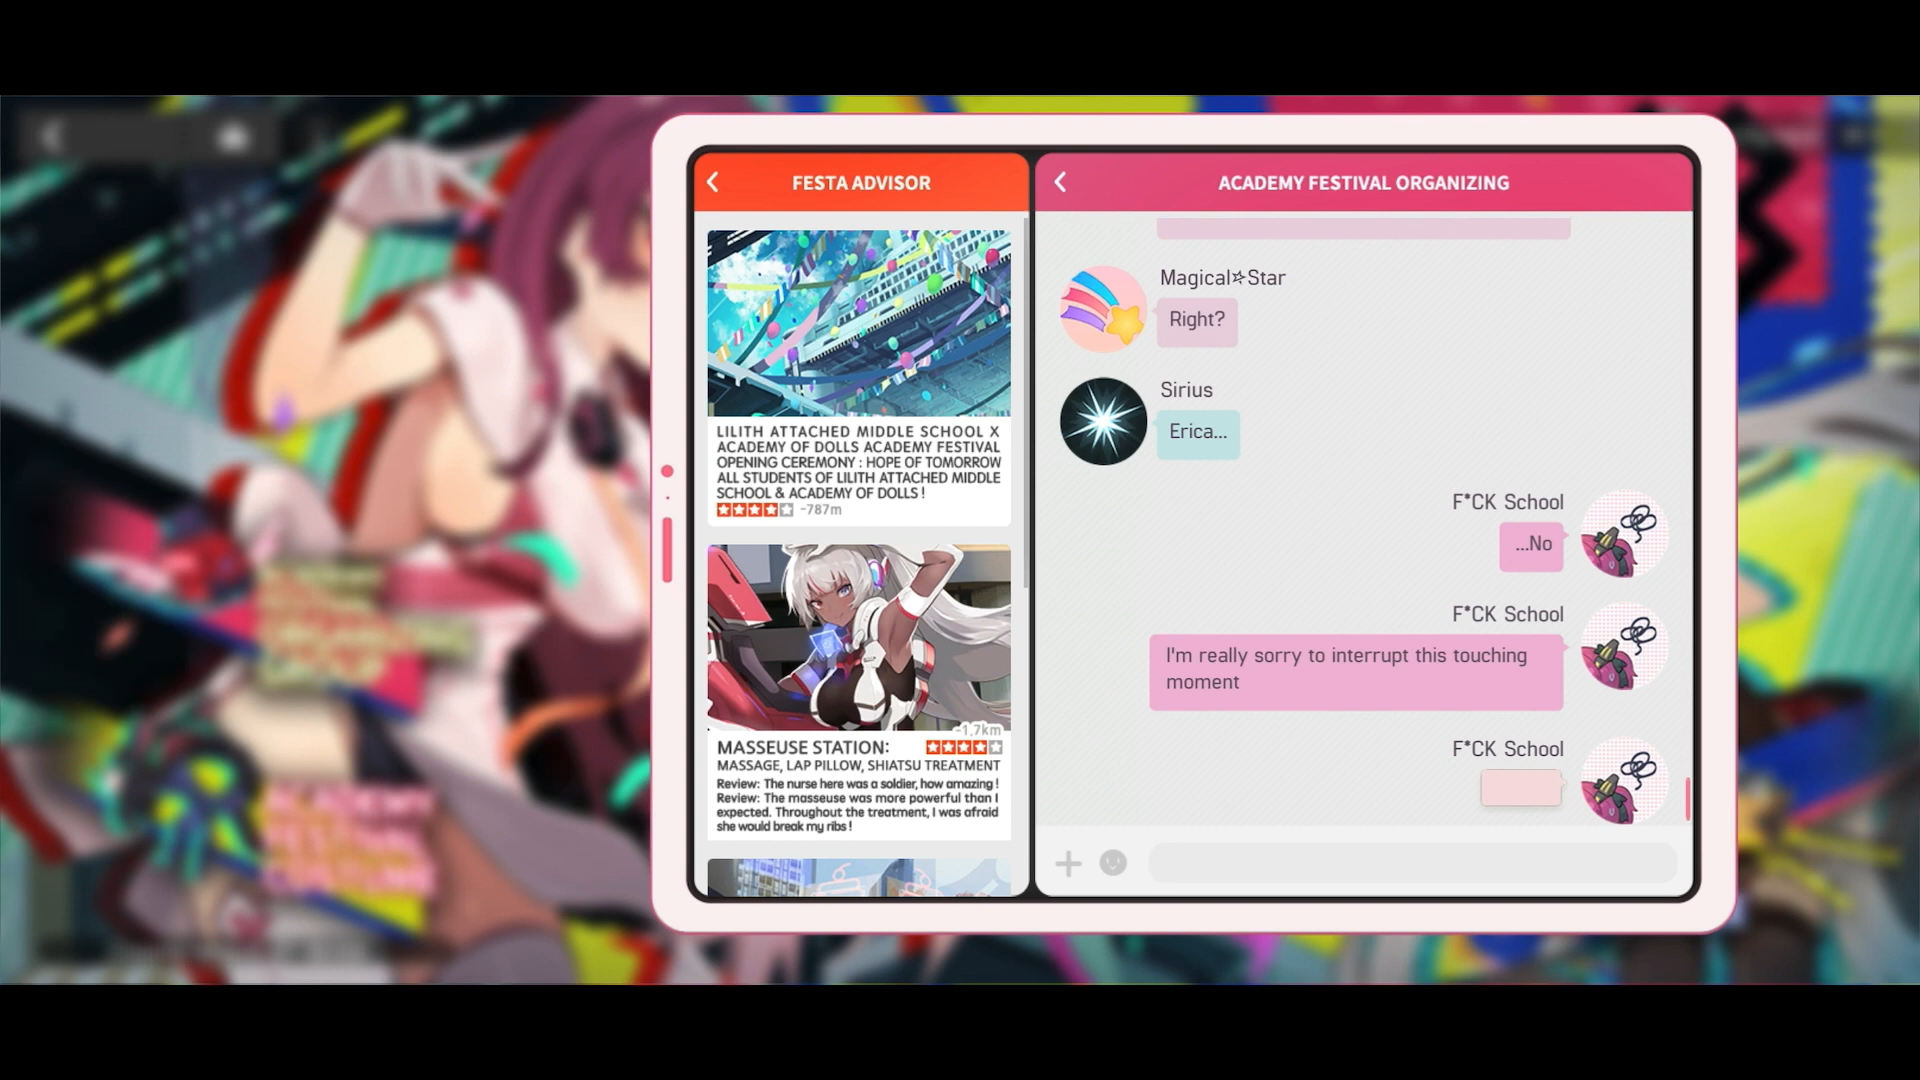 FESTA ADVISOR
LILITH ATTACHED MIDDLE SCHOOL X
ACADEMY OF DOLLS ACADEMY FESTIVAL
OPENING CEREMONY : HOPE OF TOMORROW
ALL STUDENTS OF LILITH ATTACHED MIDDLE
SCHOOL & ACADEMY OF DOLLS !
~787m
~1.7km
MASSEUSE STATION:
MASSAGE, LAP PILLOW, SHIATSU TREATMENT
Review: The nurse here was a soldier, how amazing !
Review: The masseuse was more powerful than I
expected. Throughout the treatment, I was afraid
she would break my ribs !
ACADEMY FESTIVAL ORGANIZING
Magical☆Star
Right?
Sirius
Erica...
F*CK School
...No
F*CK School
I'm really sorry to interrupt this touching
moment
F*CK School
ACADEMY
FESTIVAL
COSTUME